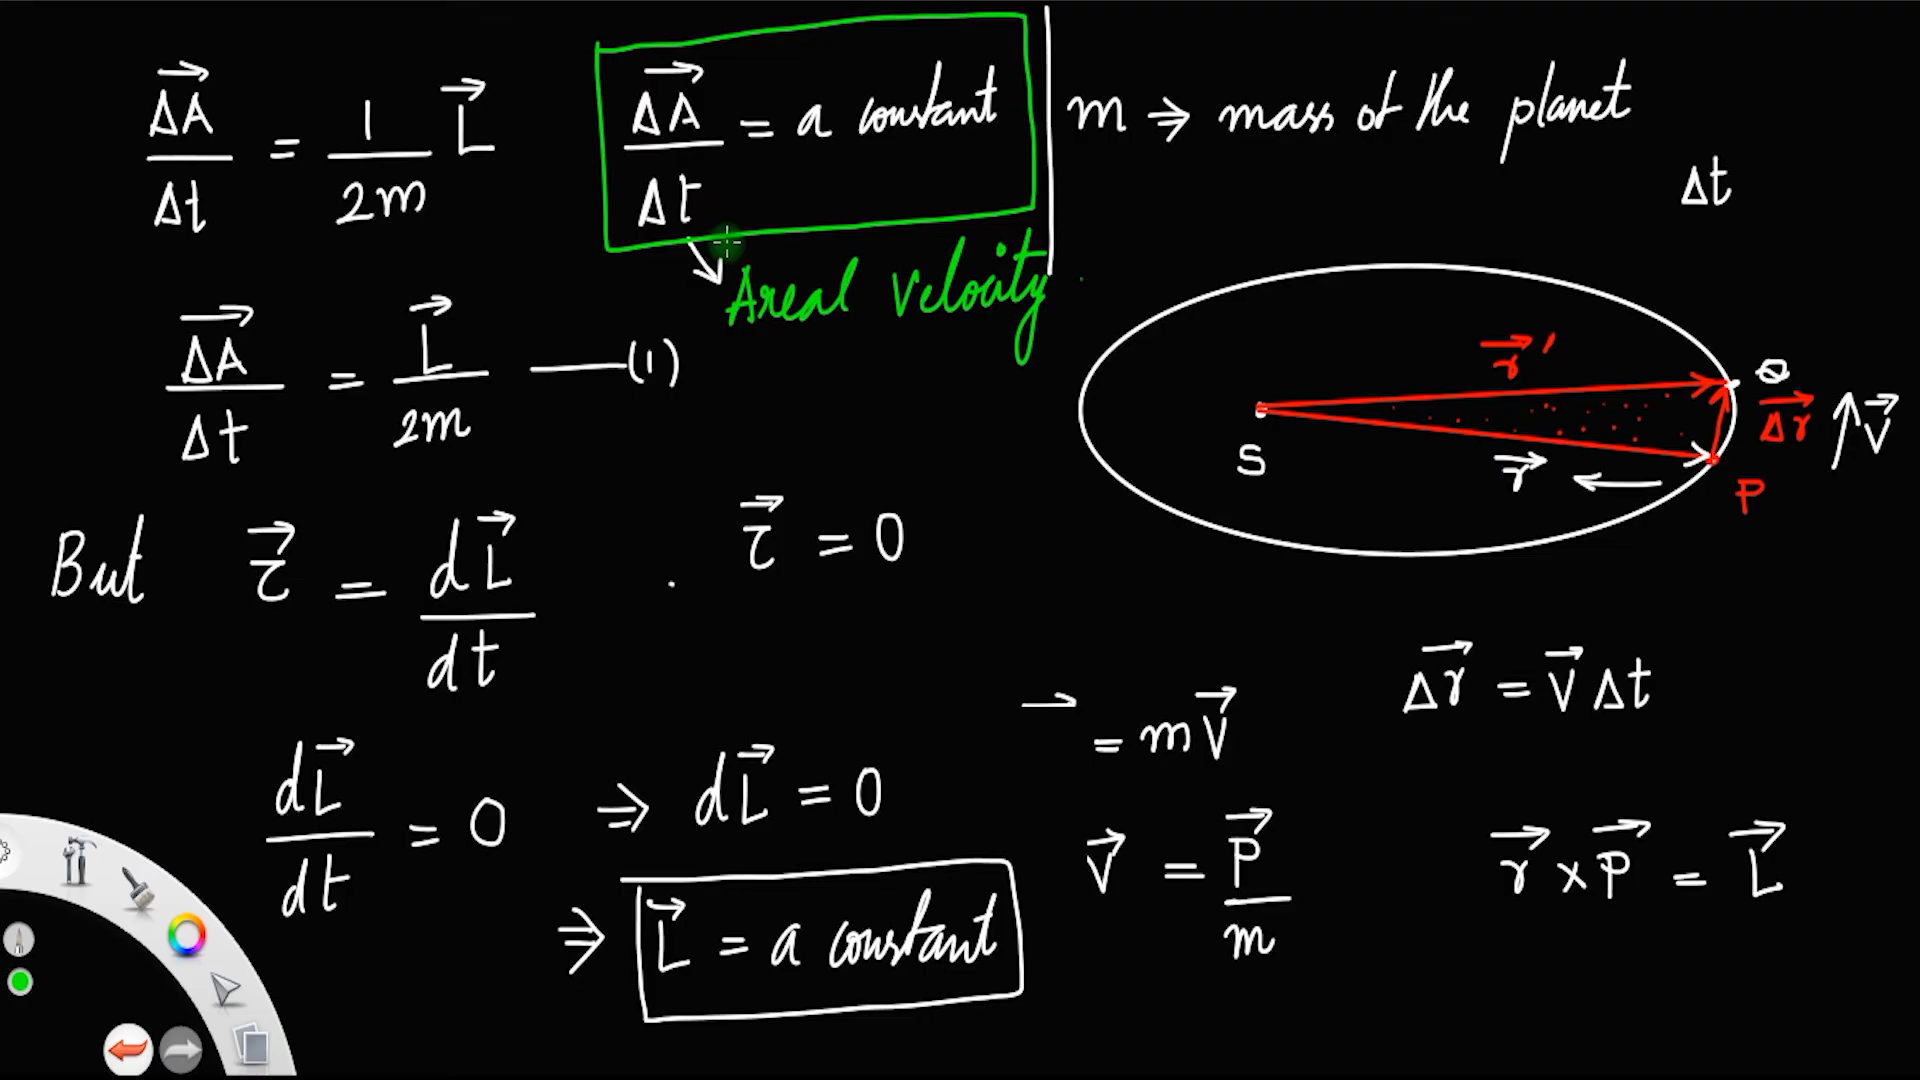 ΔA⃗/Δt = 1/2m L⃗
ΔA⃗/Δt = a constant
m ⇒ mass of the planet
Δt
Areal Velocity
ΔA⃗/Δt = L⃗/2m —(1)
r⃗'
Q
Δr⃗ ↑V⃗
S
r⃗ ←
P
But τ⃗ = dL⃗/dt . τ⃗ = 0
Δr⃗ = V⃗ Δt
= mV⃗
dL⃗/dt = 0 ⇒ dL⃗ = 0
V⃗ = P⃗/m
r⃗ × P⃗ = L⃗
⇒ L⃗ = a constant